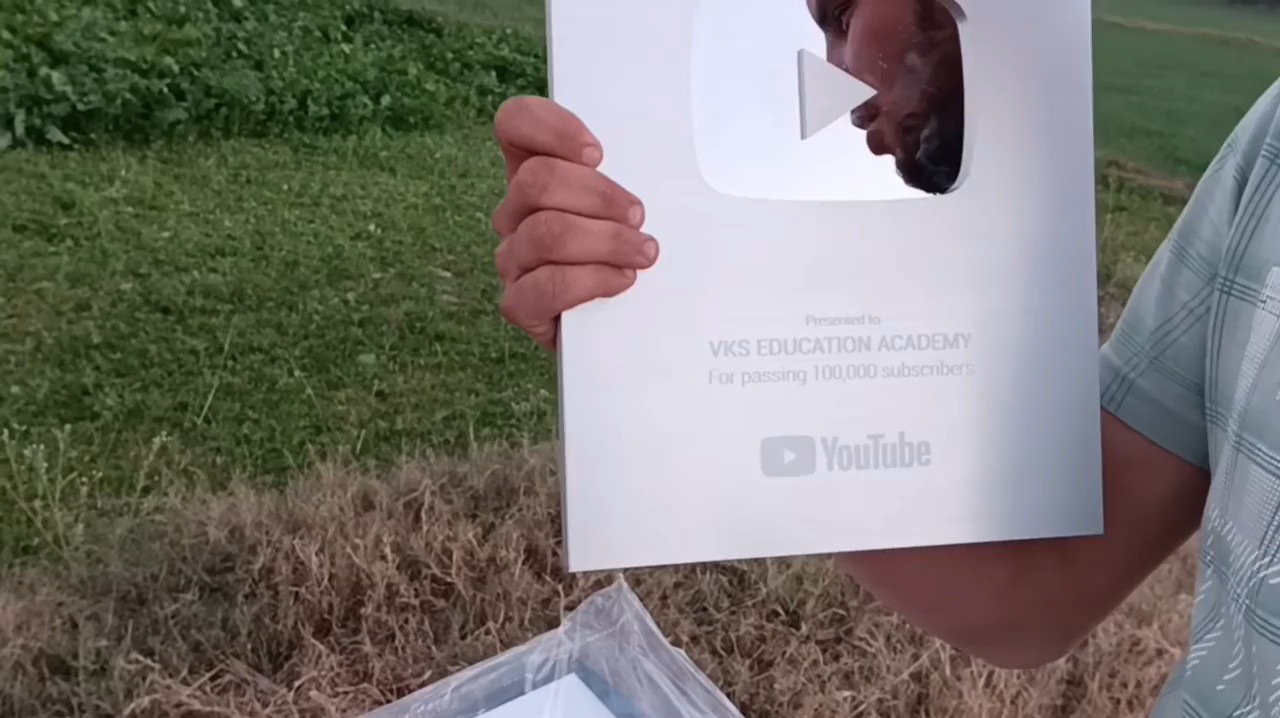 Presented to
VKS EDUCATION ACADEMY
For passing 100,000 subscribers
YouTube